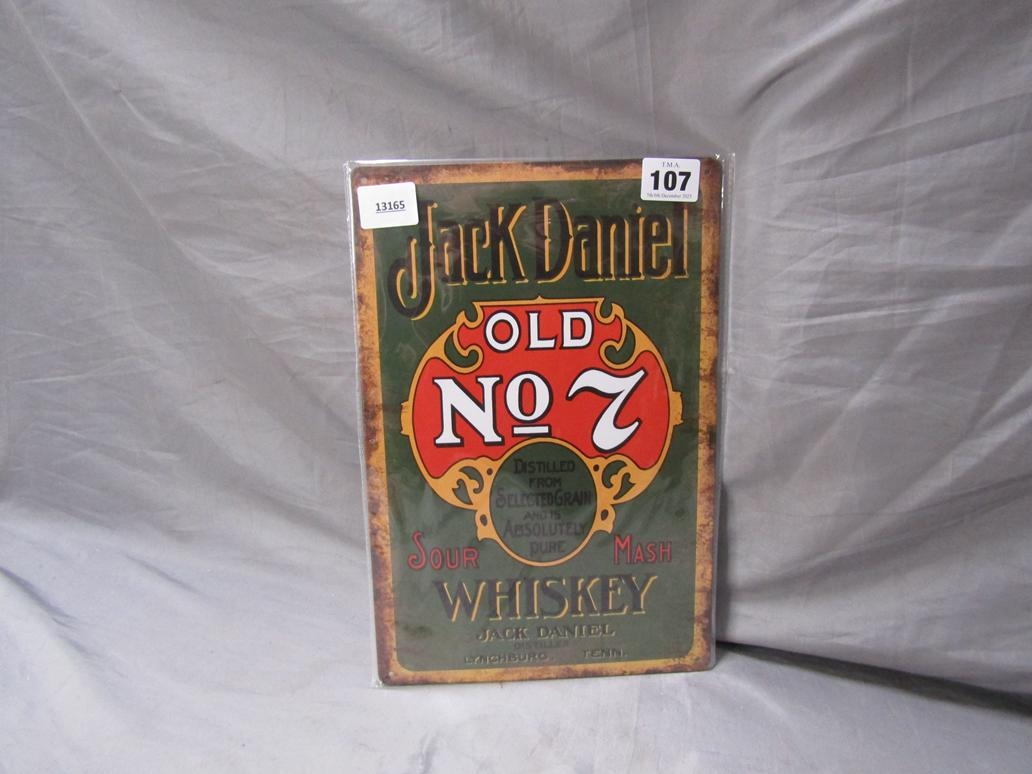 T.M.A.
107
13165
Jack Daniel
OLD
No 7
DISTILLED
FROM
SELECTED GRAIN
AND IS
ABSOLUTELY
PURE
SOUR MASH
WHISKEY
JACK DANIEL
DISTILLER
LYNCHBURG. TENN.